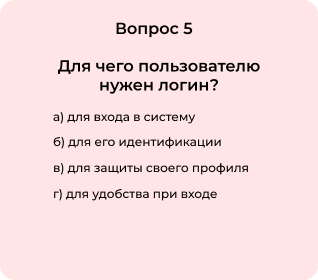 Вопрос 5
Для чего пользователю
нужен логин?
а) для входа в систему
б) для его идентификации
в) для защиты своего профиля
г) для удобства при входе